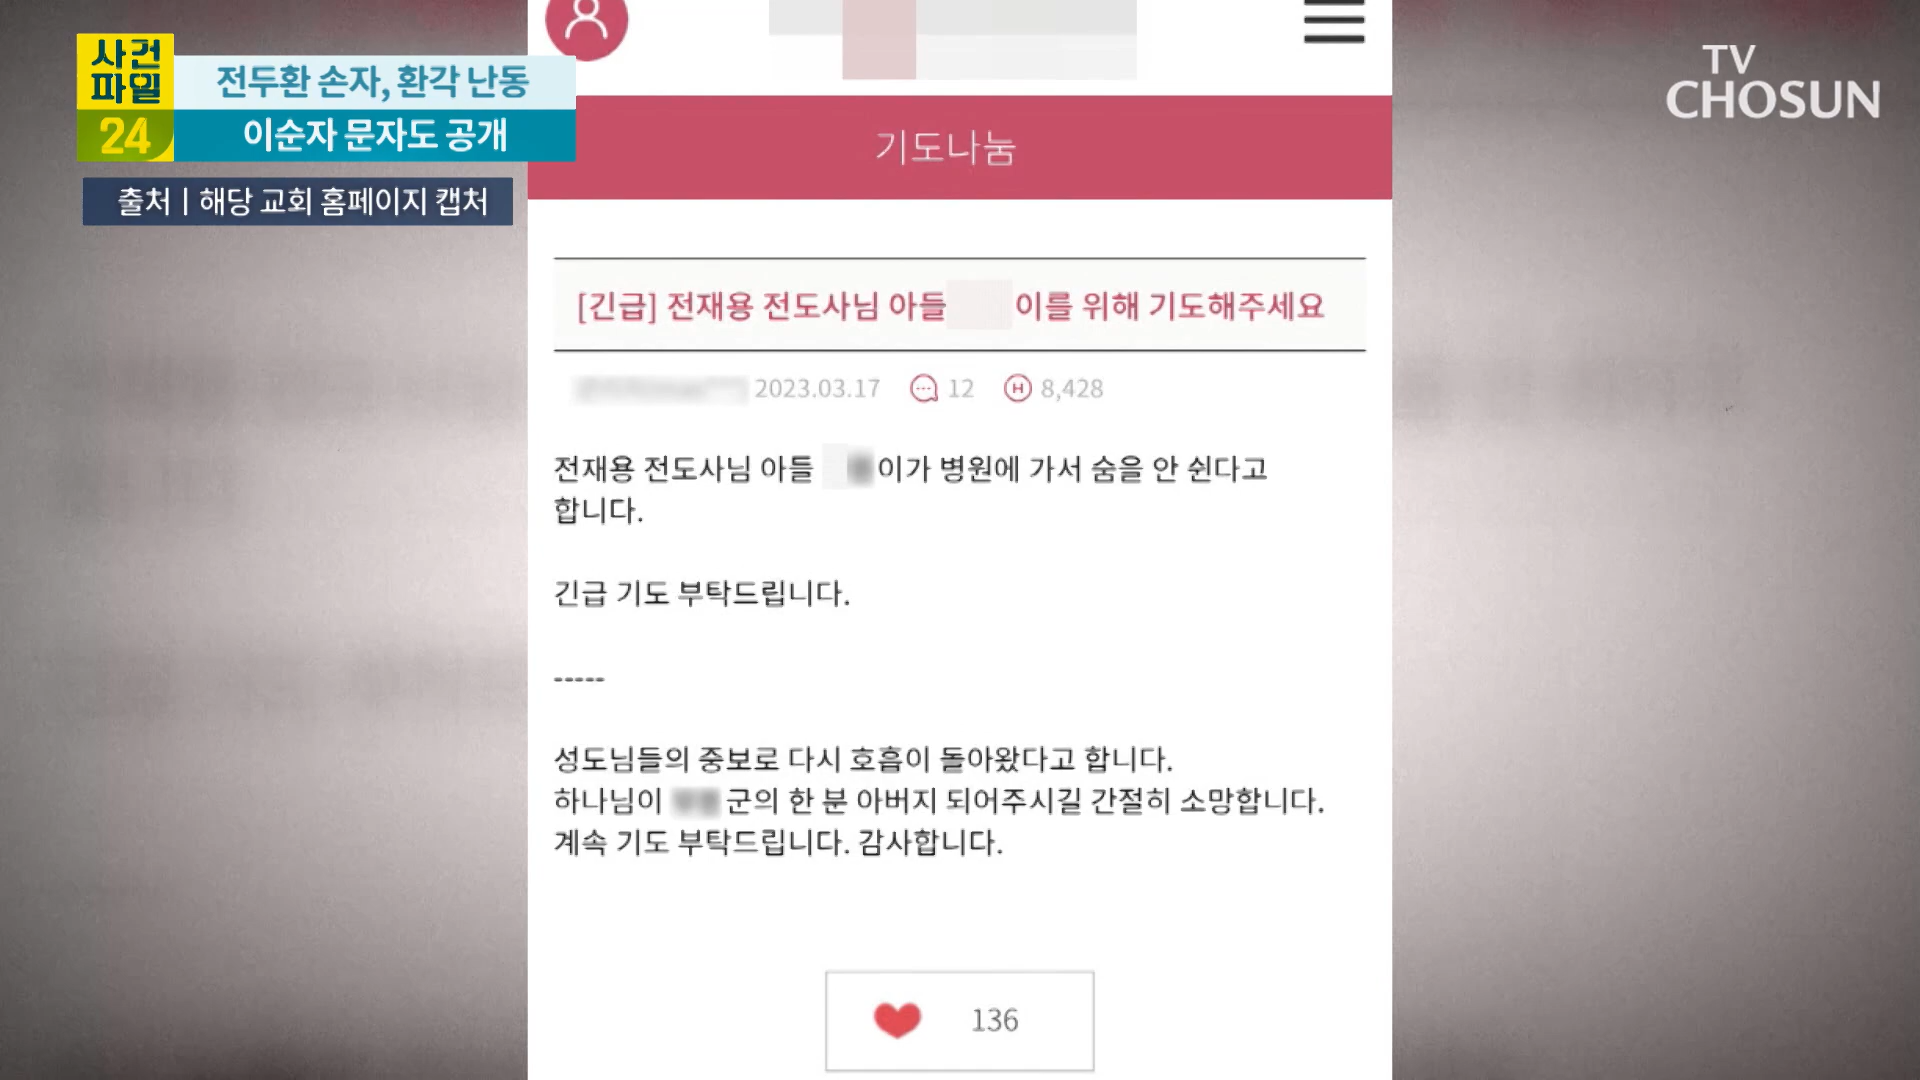 사건
파일
24
전두환 손자, 환각 난동
이순자 문자도 공개
출처 | 해당 교회 홈페이지 캡처
TV
CHOSUN
기도나눔
[긴급] 전재용 전도사님 아들 이를 위해 기도해주세요
2023.03.17 12 8,428
전재용 전도사님 아들 이가 병원에 가서 숨을 안 쉰다고
합니다.
긴급 기도 부탁드립니다.
-----
성도님들의 중보로 다시 호흡이 돌아왔다고 합니다.
하나님이 군의 한 분 아버지 되어주시길 간절히 소망합니다.
계속 기도 부탁드립니다. 감사합니다.
136